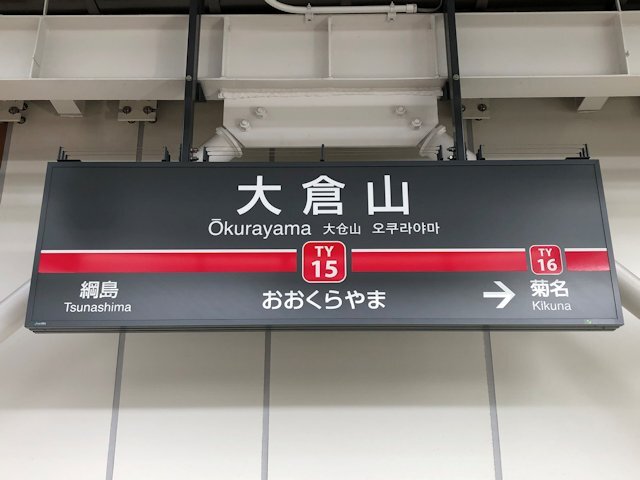 大倉山
Ōkurayama 大仓山 오쿠라야마
TY
15
TY
16
綱島
Tsunashima
おおくらやま
→ 菊名
Kikuna